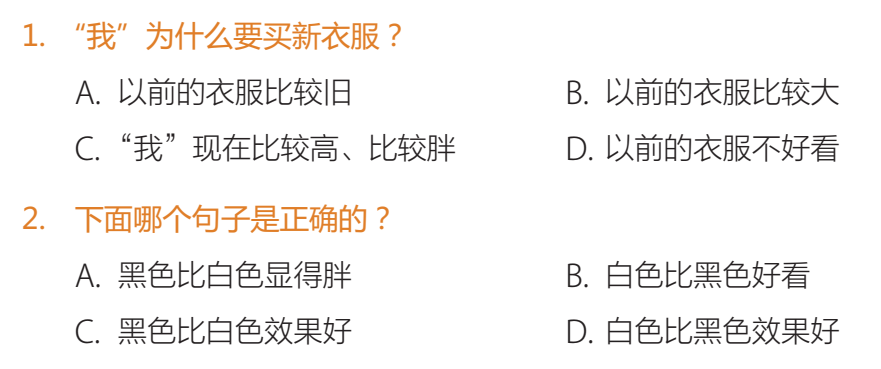 1. “我”为什么要买新衣服？
A. 以前的衣服比较旧 B. 以前的衣服比较大
C. “我”现在比较高、比较胖 D. 以前的衣服不好看
2. 下面哪个句子是正确的？
A. 黑色比白色显得胖 B. 白色比黑色好看
C. 黑色比白色效果好 D. 白色比黑色效果好